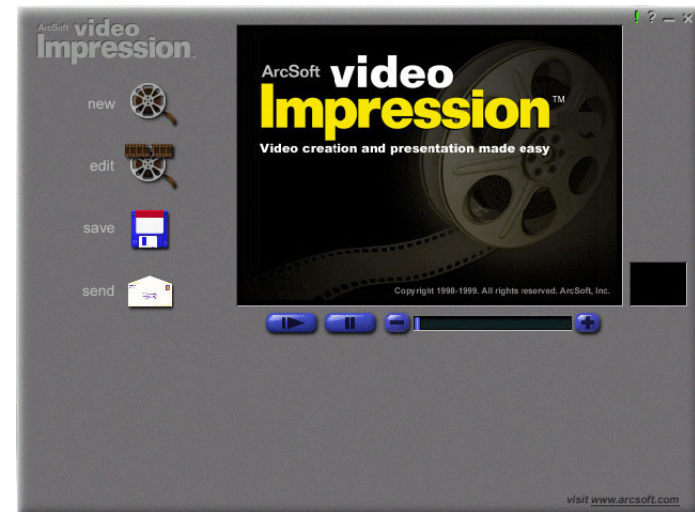 ArcSoft video
Impression.
! ? – x
new
edit
save
send
ArcSoft video
Impression™
Video creation and presentation made easy
Copyright 1998-1999. All rights reserved. ArcSoft, Inc.
visit www.arcsoft.com